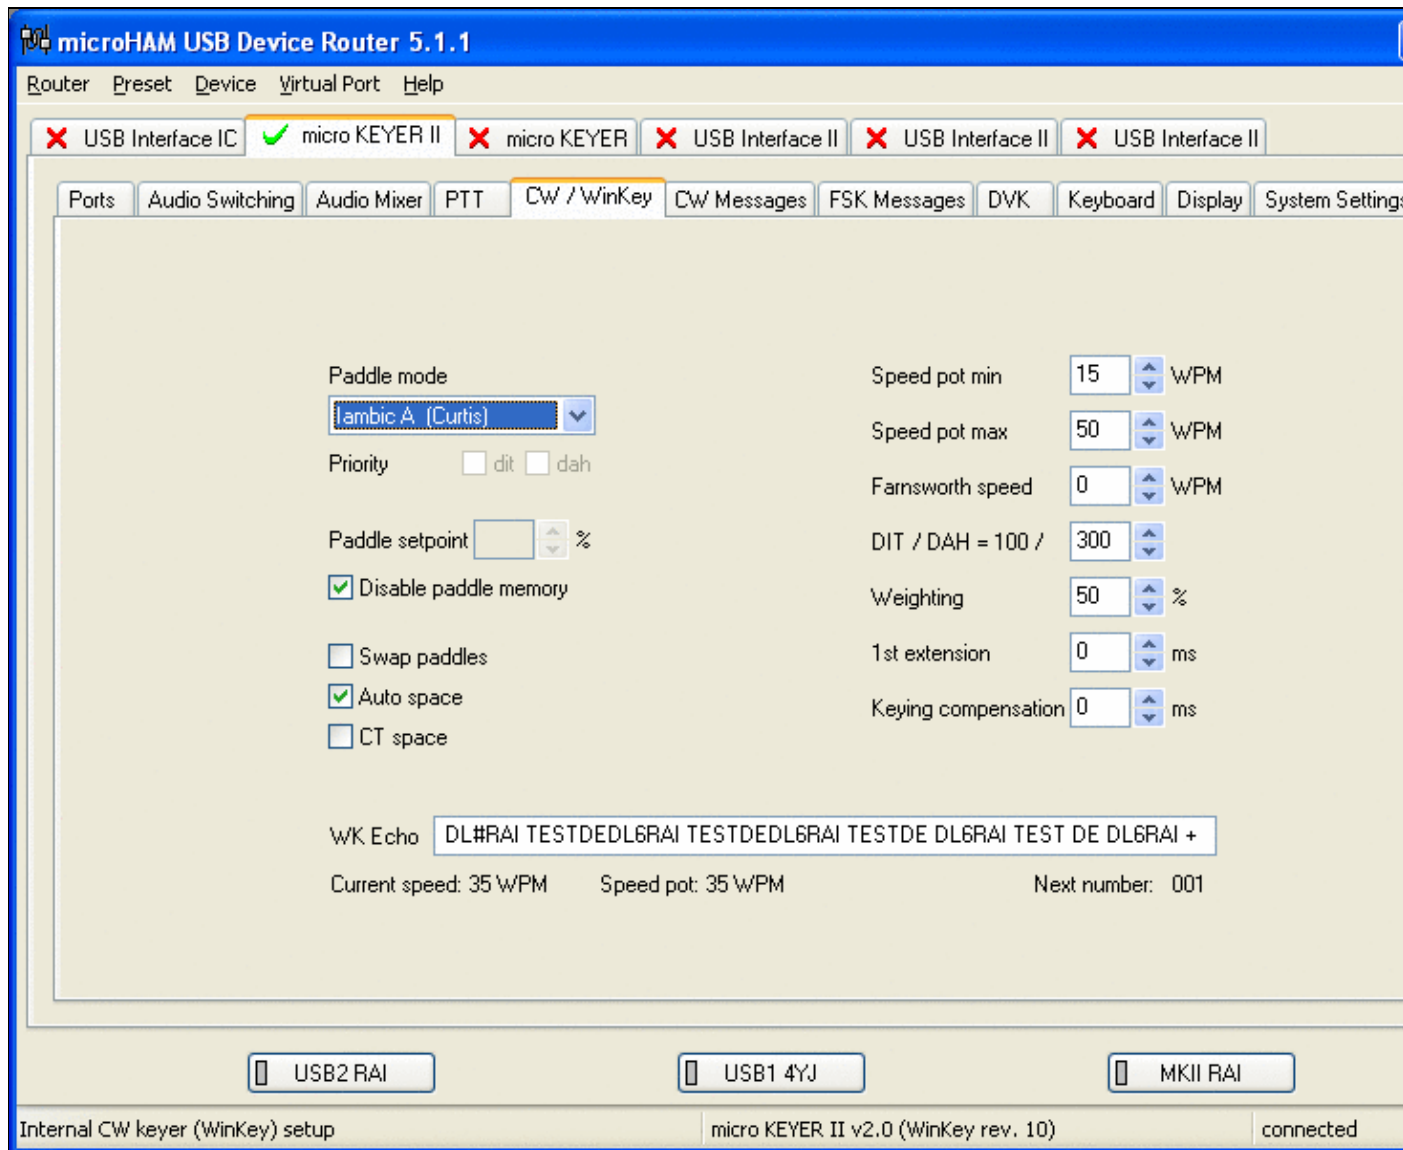 microHAM USB Device Router 5.1.1
Router Preset Device Virtual Port Help
USB Interface IC micro KEYER II micro KEYER USB Interface II USB Interface II USB Interface II
Ports Audio Switching Audio Mixer PTT CW / WinKey CW Messages FSK Messages DVK Keyboard Display System Settings
Paddle mode
Iambic A (Curtis)
Priority dit dah
Paddle setpoint %
Disable paddle memory
Swap paddles
Auto space
CT space
Speed pot min 15 WPM
Speed pot max 50 WPM
Farnsworth speed 0 WPM
DIT / DAH = 100 / 300
Weighting 50 %
1st extension 0 ms
Keying compensation 0 ms
WK Echo DL#RAI TESTDEDL6RAI TESTDEDL6RAI TESTDE DL6RAI TEST DE DL6RAI +
Current speed: 35 WPM Speed pot: 35 WPM Next number: 001
USB2 RAI USB1 4YJ MKII RAI
Internal CW keyer (WinKey) setup micro KEYER II v2.0 (WinKey rev. 10) connected